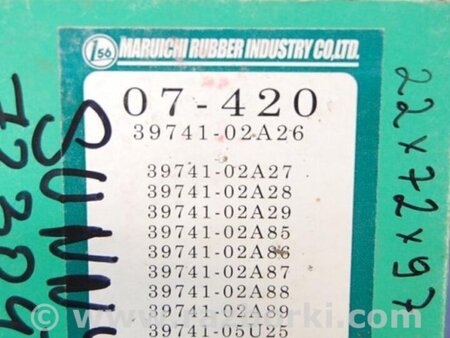 156 MARUICHI RUBBER INDUSTRY CO,LTD.
07-420
39741-02A26
39741-02A27
39741-02A28
39741-02A29
39741-02A85
39741-02A86
39741-02A87
39741-02A88
39741-02A89
39741-05U25
22x72x97
SUNNY